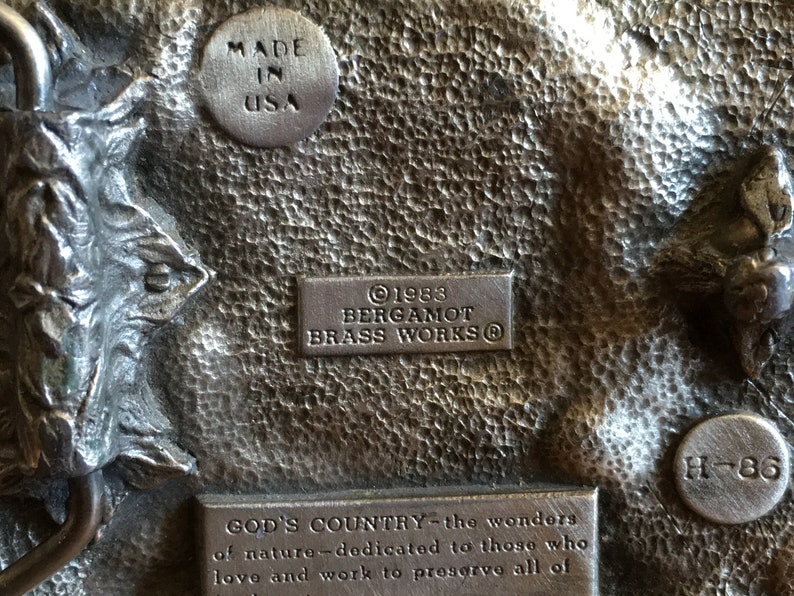 MADE
IN
USA
©1983
BERGAMOT
BRASS WORKS®
H-86
GOD'S COUNTRY-the wonders
of nature-dedicated to those who
love and work to preserve all of